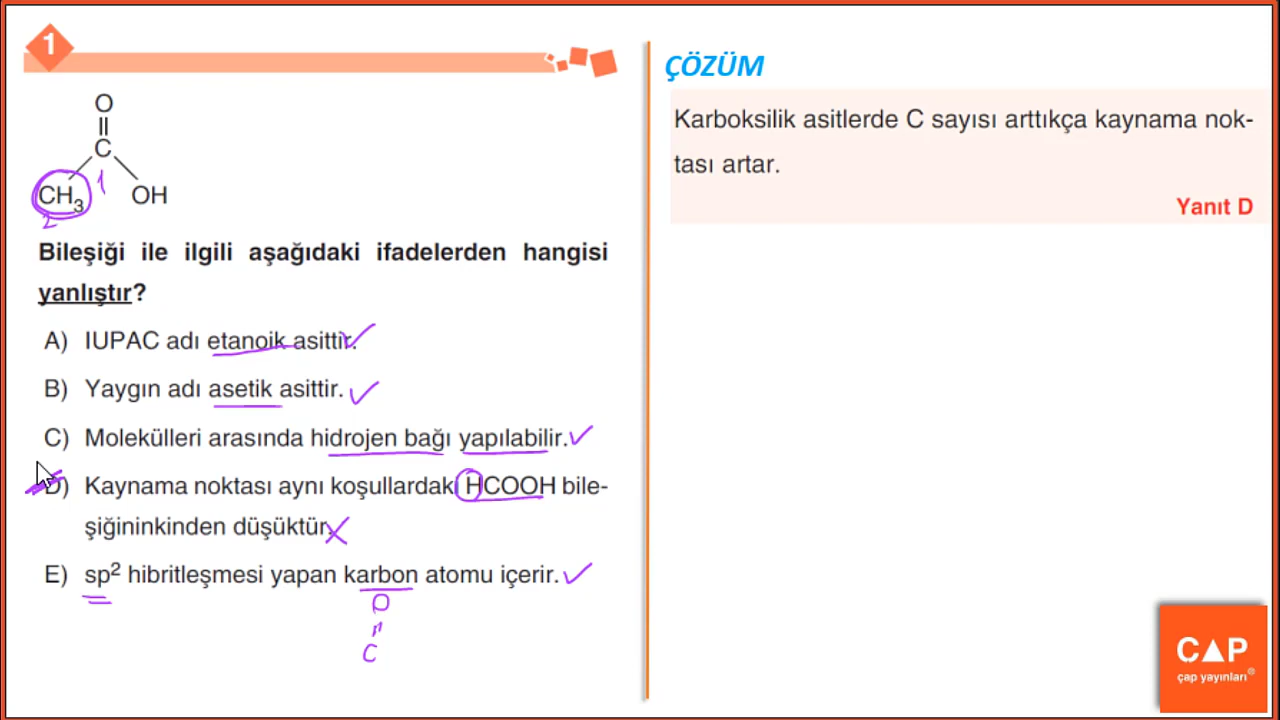 1
O
C
CH3
OH
1
2
Bileşiği ile ilgili aşağıdaki ifadelerden hangisi
yanlıştır?
A) IUPAC adı etanoik asittir.
B) Yaygın adı asetik asittir.
C) Molekülleri arasında hidrojen bağı yapılabilir.
D) Kaynama noktası aynı koşullardaki HCOOH bile-
şiğininkinden düşüktür.
E) sp² hibritleşmesi yapan karbon atomu içerir.
O
C
ÇÖZÜM
Karboksilik asitlerde C sayısı arttıkça kaynama nok-
tası artar.
Yanıt D
C▲P
çap yayınları®